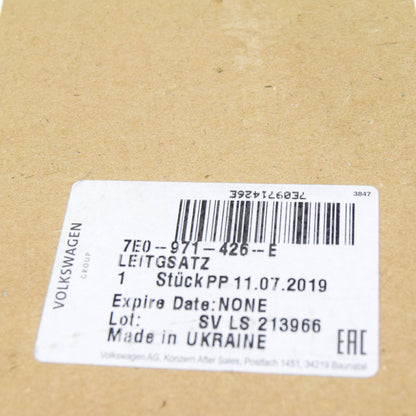 3847
7E0971426E
VOLKSWAGEN
GROUP
7E0--971-426-E
LEITGSATZ
1 Stück PP 11.07.2019
Expire Date:NONE
Lot: SV LS 213966
Made in UKRAINE
EAC
Volkswagen AG, Konzern After Sales, Postfach 1451, 34219 Baunatal